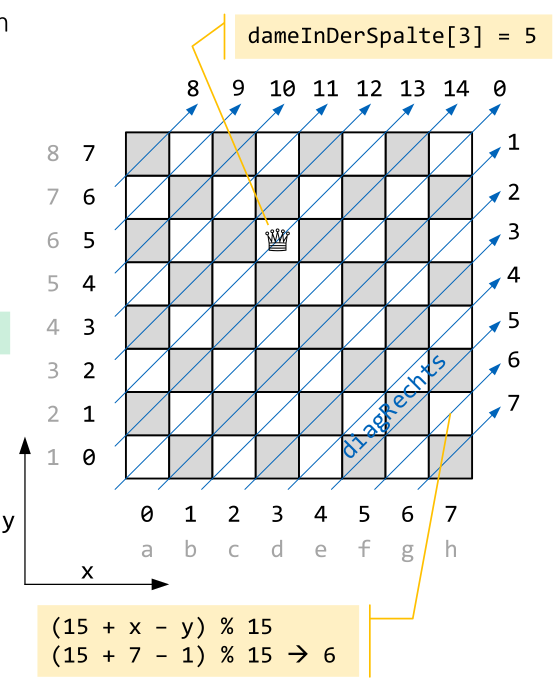 n
dameInDerSpalte[3] = 5
8 9 10 11 12 13 14 0
8 7 1
7 6 2
6 5 3
5 4 4
4 3 5
3 2 6
2 1 7
1 0
diagRechts
y
0 1 2 3 4 5 6 7
a b c d e f g h
x
(15 + x – y) % 15
(15 + 7 – 1) % 15 → 6